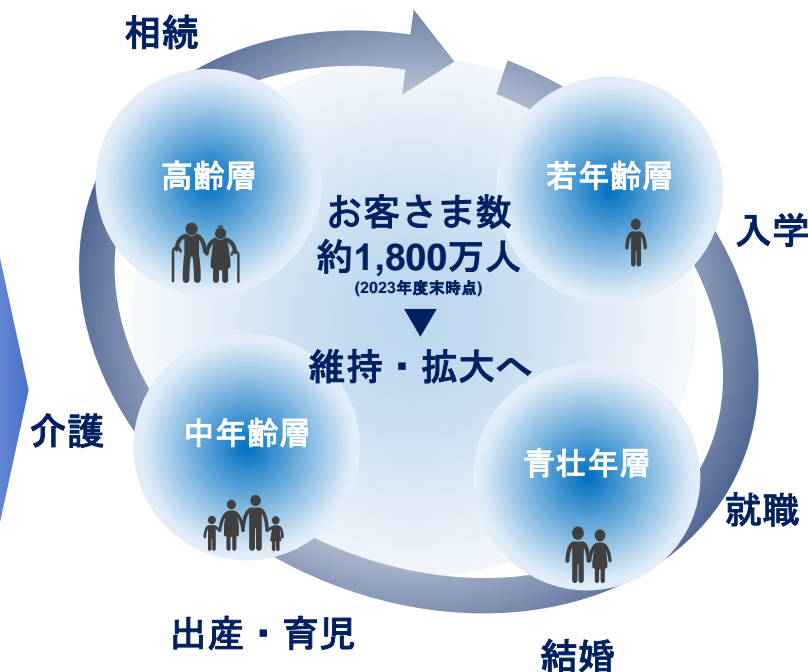 相続
高齢層
若年齢層
お客さま数
約1,800万人
(2023年度末時点)
維持・拡大へ
入学
介護
中年齢層
青壮年層
就職
出産・育児
結婚